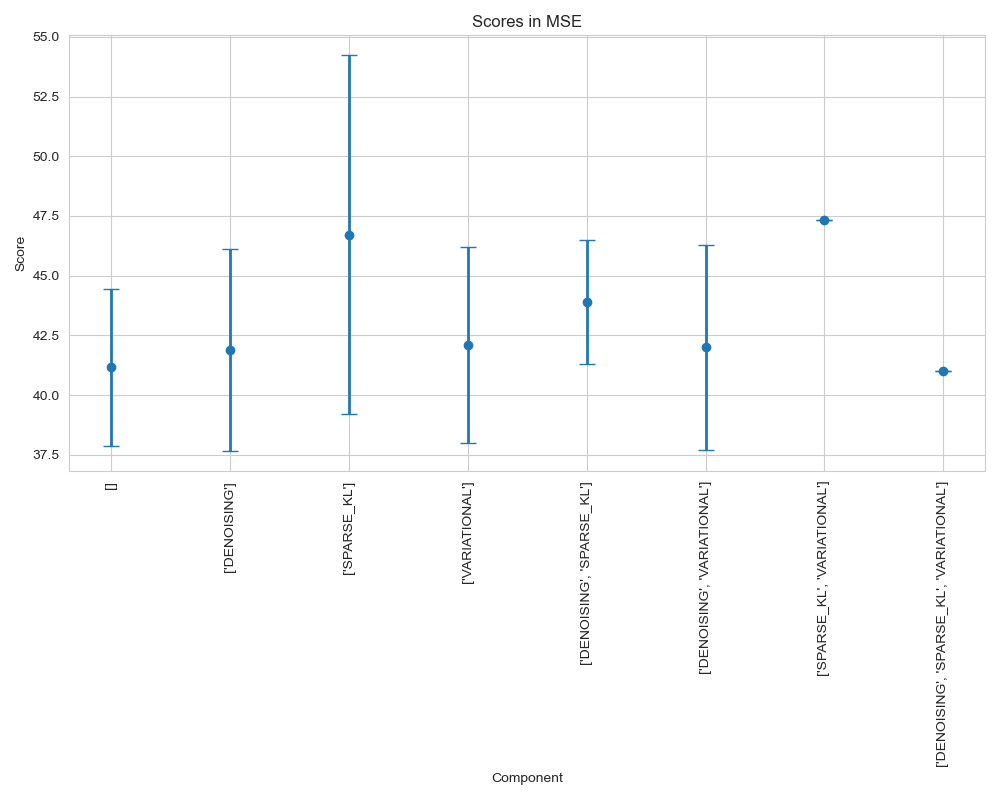 Scores in MSE
55.0
52.5
50.0
47.5
45.0
42.5
40.0
37.5
Score
[]
['DENOISING']
['SPARSE_KL']
['VARIATIONAL']
['DENOISING', 'SPARSE_KL']
['DENOISING', 'VARIATIONAL']
['SPARSE_KL', 'VARIATIONAL']
['DENOISING', 'SPARSE_KL', 'VARIATIONAL']
Component